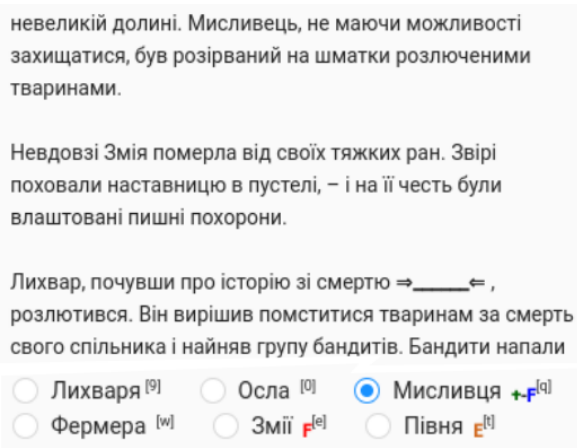 невеликій долині. Мисливець, не маючи можливості
захищатися, був розірваний на шматки розлюченими
тваринами.
Невдовзі Змія померла від своїх тяжких ран. Звірі
поховали наставницю в пустелі, – і на її честь були
влаштовані пишні похорони.
Лихвар, почувши про історію зі смертю ⇒______⇐ ,
розлютився. Він вирішив помститися тваринам за смерть
свого спільника і найняв групу бандитів. Бандити напали
Лихваря [9] Осла [0] Мисливця +-F[q]
Фермера [w] Змії F[e] Півня E[t]